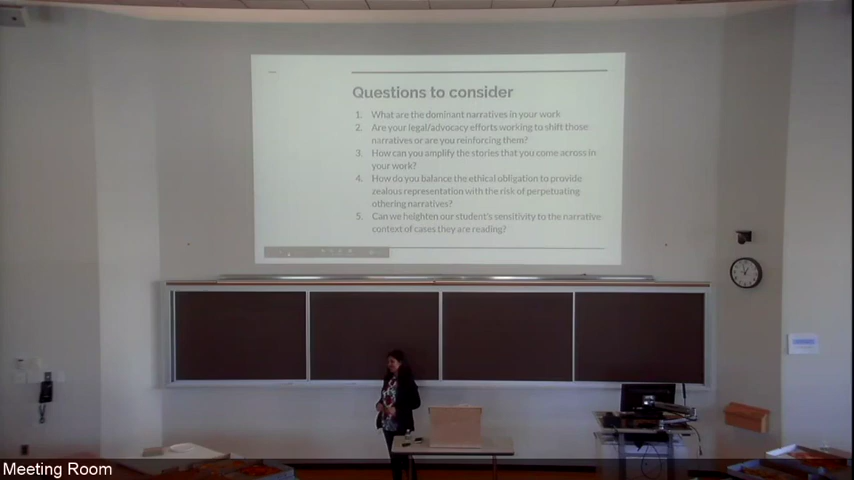 Questions to consider
1. What are the dominant narratives in your work
2. Are your legal/advocacy efforts working to shift those
narratives or are you reinforcing them?
3. How can you amplify the stories that you come across in
your work?
4. How do you balance the ethical obligation to provide
zealous representation with the risk of perpetuating
othering narratives?
5. Can we heighten our student's sensitivity to the narrative
context of cases they are reading?
Meeting Room